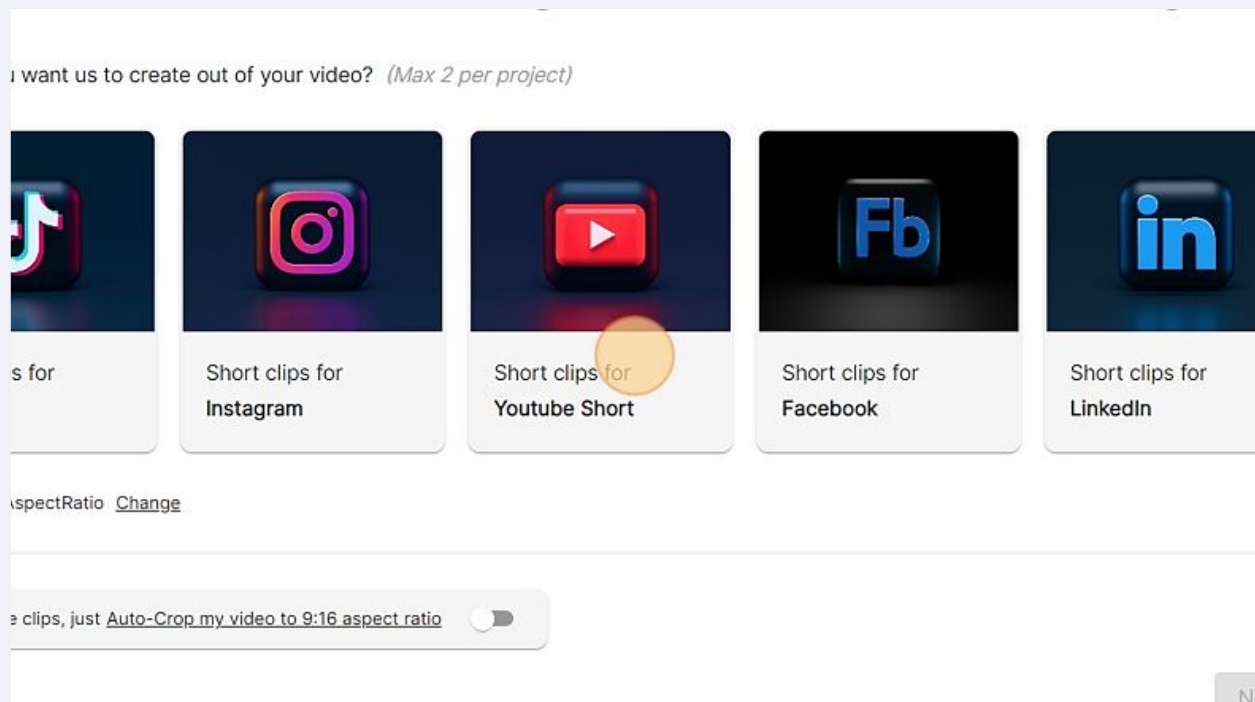 want us to create out of your video? (Max 2 per project)
Fb
in
s for
Short clips for
Instagram
Short clips for
Youtube Short
Short clips for
Facebook
Short clips for
LinkedIn
AspectRatio Change
e clips, just Auto-Crop my video to 9:16 aspect ratio